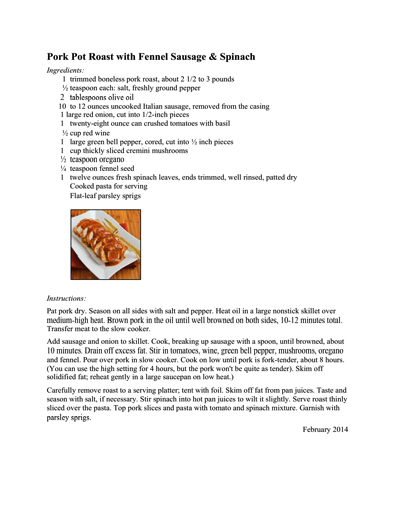 Pork Pot Roast with Fennel Sausage & Spinach
Ingredients:
1 trimmed boneless pork roast, about 2 1/2 to 3 pounds
½ teaspoon each: salt, freshly ground pepper
2 tablespoons olive oil
10 to 12 ounces uncooked Italian sausage, removed from the casing
1 large red onion, cut into 1/2-inch pieces
1 twenty-eight ounce can crushed tomatoes with basil
½ cup red wine
1 large green bell pepper, cored, cut into ½ inch pieces
1 cup thickly sliced cremini mushrooms
½ teaspoon oregano
¼ teaspoon fennel seed
1 twelve ounces fresh spinach leaves, ends trimmed, well rinsed, patted dry
Cooked pasta for serving
Flat-leaf parsley sprigs
Instructions:
Pat pork dry. Season on all sides with salt and pepper. Heat oil in a large nonstick skillet over
medium-high heat. Brown pork in the oil until well browned on both sides, 10-12 minutes total.
Transfer meat to the slow cooker.
Add sausage and onion to skillet. Cook, breaking up sausage with a spoon, until browned, about
10 minutes. Drain off excess fat. Stir in tomatoes, wine, green bell pepper, mushrooms, oregano
and fennel. Pour over pork in slow cooker. Cook on low until pork is fork-tender, about 8 hours.
(You can use the high setting for 4 hours, but the pork won't be quite as tender). Skim off
solidified fat; reheat gently in a large saucepan on low heat.)
Carefully remove roast to a serving platter; tent with foil. Skim off fat from pan juices. Taste and
season with salt, if necessary. Stir spinach into hot pan juices to wilt it slightly. Serve roast thinly
sliced over the pasta. Top pork slices and pasta with tomato and spinach mixture. Garnish with
parsley sprigs.
February 2014